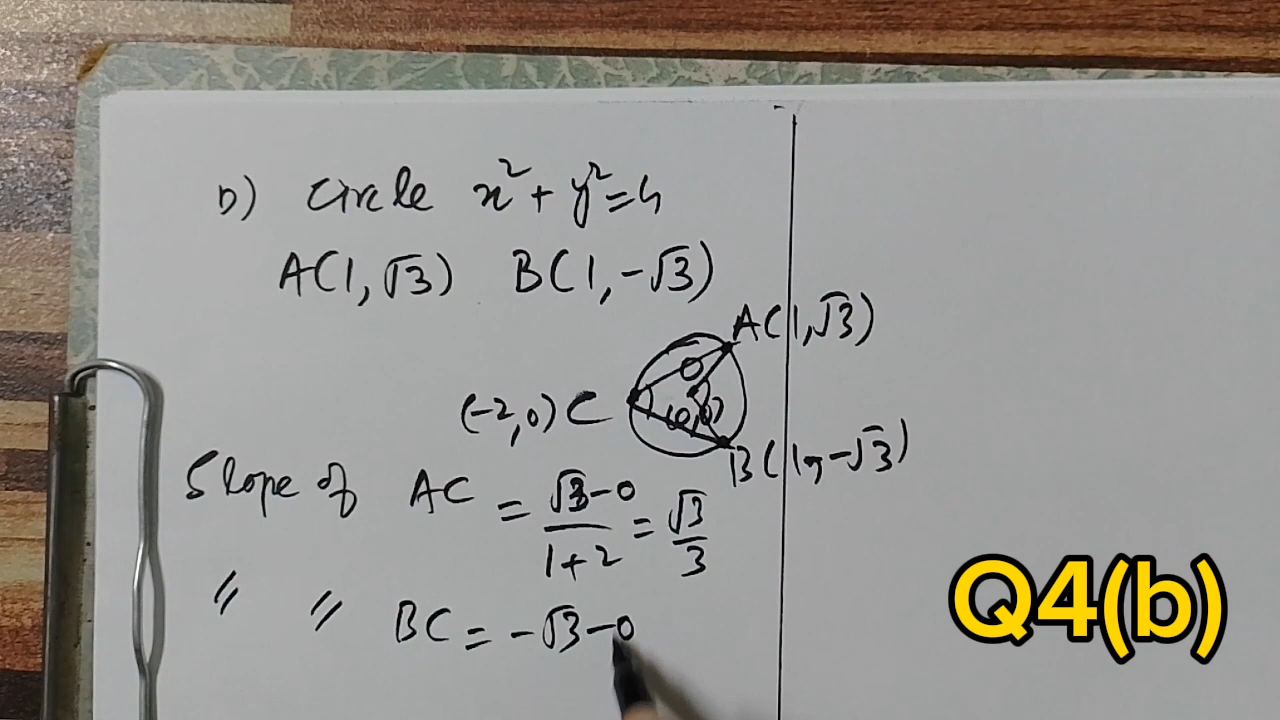 b) circle x² + y² = 4
A(1, √3) B(1, -√3)
A(1, √3)
O
(-2, 0) C (0, 0)
B(1, -√3)
Slope of AC = √3-0/1+2 = √3/3
〃 〃 BC = -√3-0
Q4(b)